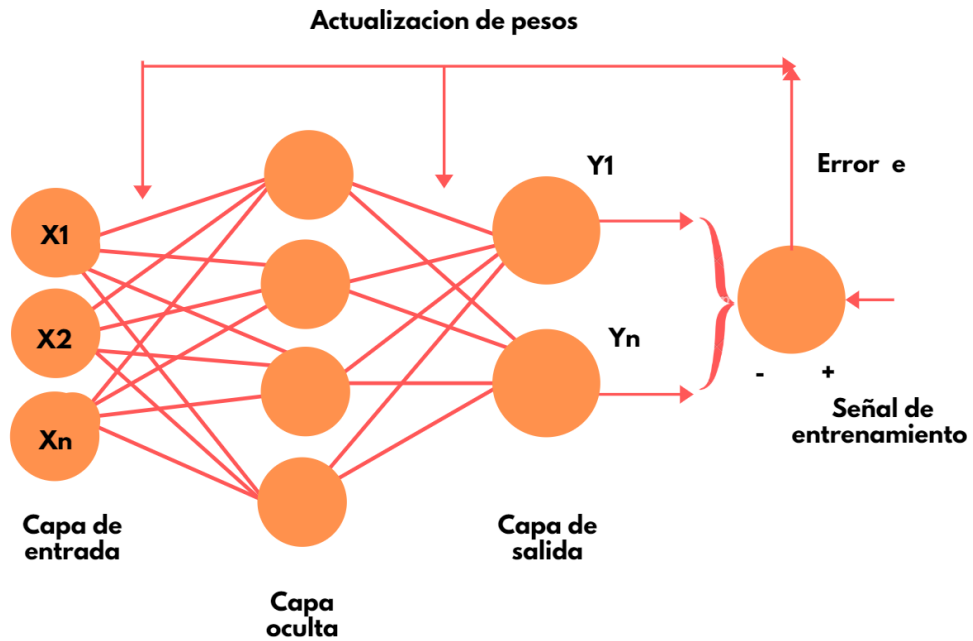 Actualizacion de pesos
Y1
Error e
X1
X2
Yn
- +
Xn
Señal de
entrenamiento
Capa de
entrada
Capa de
salida
Capa
oculta